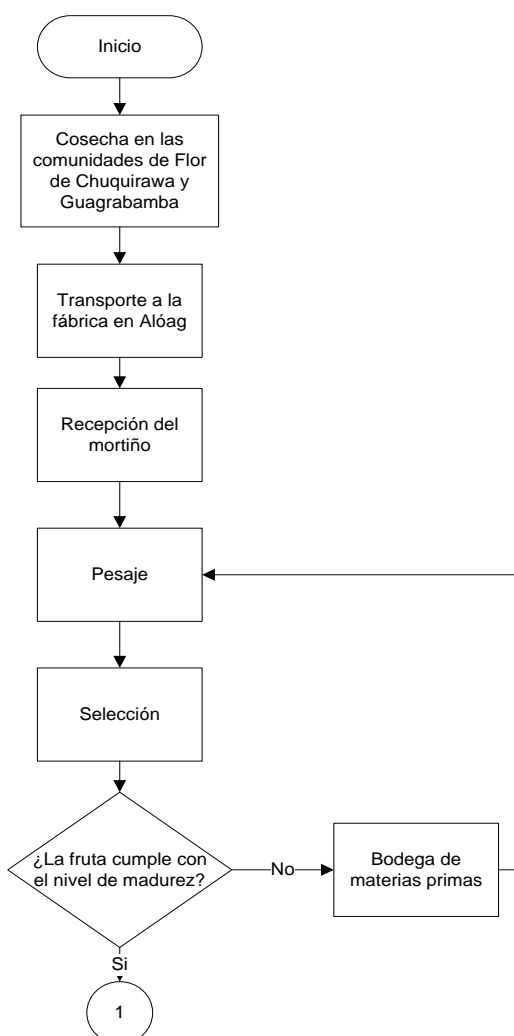 Inicio
Cosecha en las
comunidades de Flor
de Chuquirawa y
Guagrabamba
Transporte a la
fábrica en Alóag
Recepción del
mortiño
Pesaje
Selección
¿La fruta cumple con
el nivel de madurez?
No
Bodega de
materias primas
Si
1